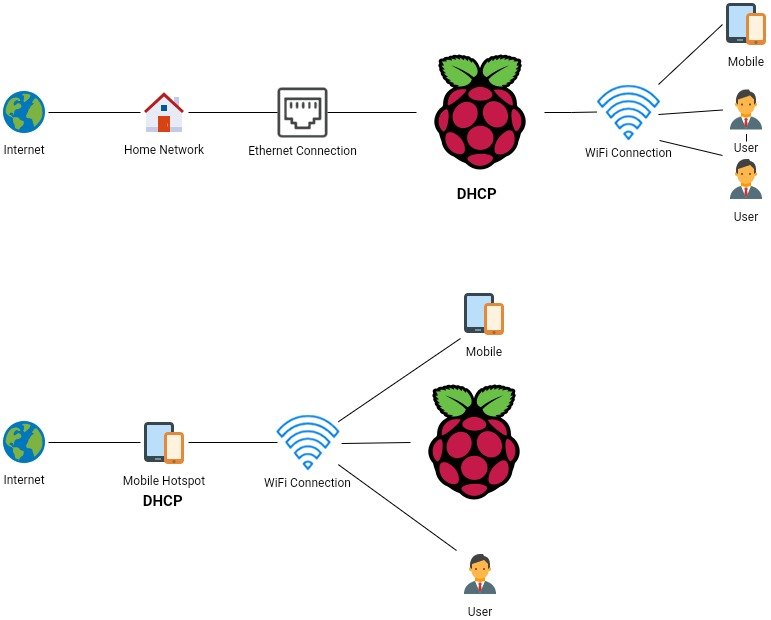 Mobile
Internet
Home Network
Ethernet Connection
WiFi Connection
User
DHCP
User
Mobile
Internet
Mobile Hotspot
DHCP
WiFi Connection
User